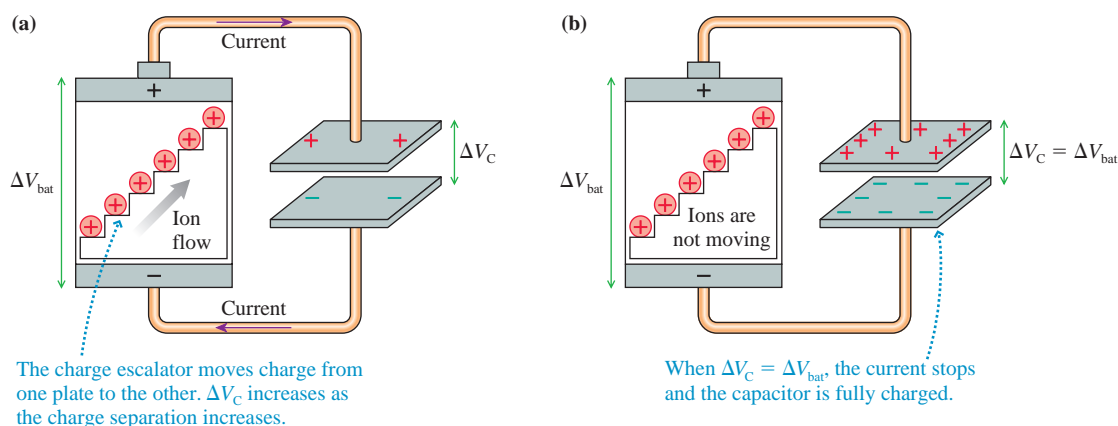 (a)
Current
+
ΔV_bat
+ + + + + +
Ion
flow
−
+ +
− −
ΔV_C
Current
The charge escalator moves charge from
one plate to the other. ΔV_C increases as
the charge separation increases.
(b)
+
ΔV_bat
+ + + + + +
Ions are
not moving
−
+ + + + + + + + +
− − − − − − − − −
ΔV_C = ΔV_bat
When ΔV_C = ΔV_bat, the current stops
and the capacitor is fully charged.